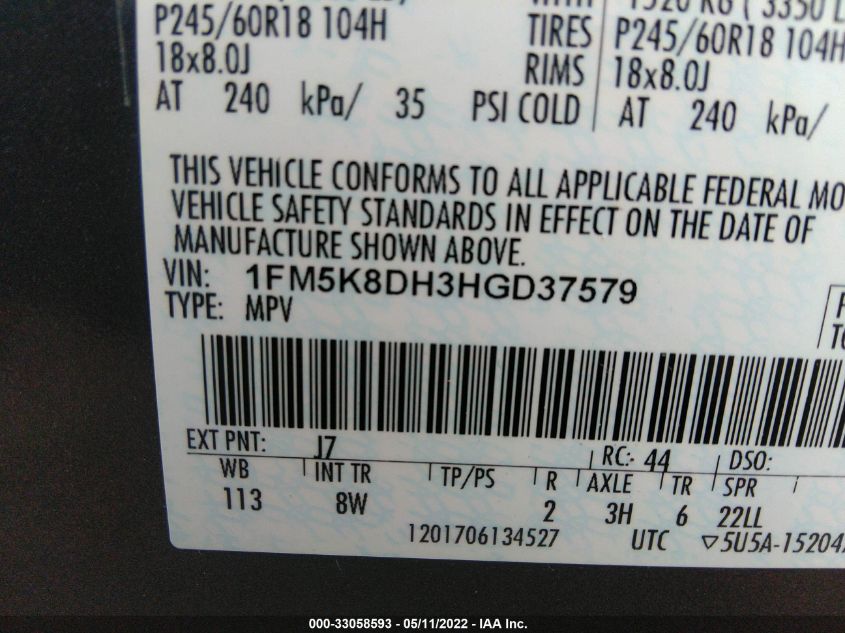 WITH 1520 KG ( 3350 L
P245/60R18 104H TIRES P245/60R18 104H
18x8.0J RIMS 18x8.0J
AT 240 kPa/ 35 PSI COLD AT 240 kPa/
THIS VEHICLE CONFORMS TO ALL APPLICABLE FEDERAL MO
VEHICLE SAFETY STANDARDS IN EFFECT ON THE DATE OF
MANUFACTURE SHOWN ABOVE.
VIN: 1FM5K8DH3HGD37579
TYPE: MPV
EXT PNT: J7 RC: 44 DSO:
WB INT TR TP/PS R AXLE TR SPR
113 8W 2 3H 6 22LL
1201706134527 UTC ▽5U5A-15204
000-33058593 - 05/11/2022 - IAA Inc.